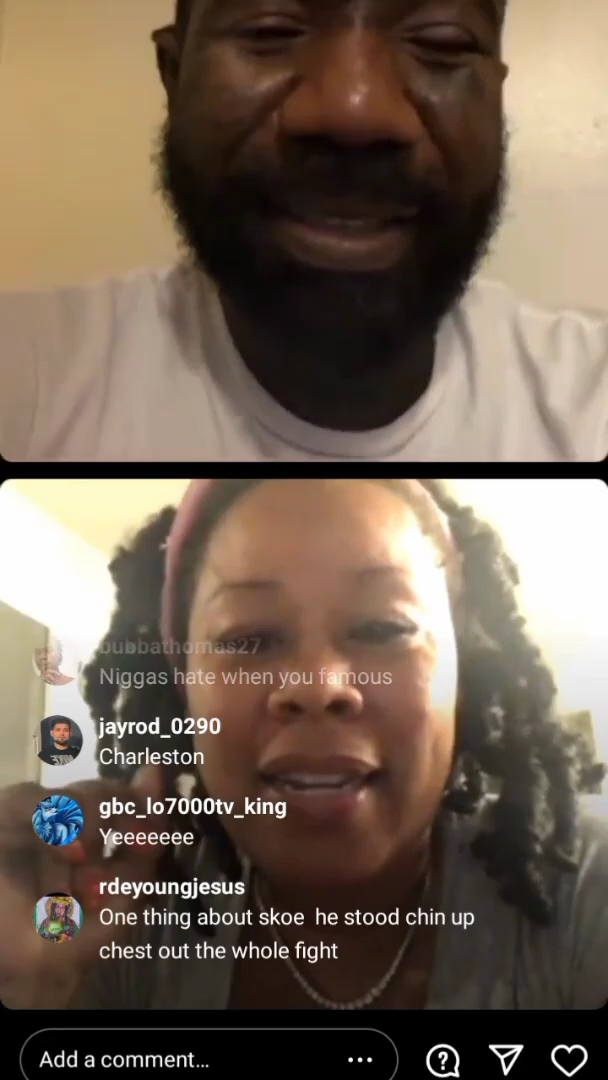 bubbathomas27
Niggas hate when you famous
jayrod_0290
Charleston
gbc_lo7000tv_king
Yeeeeeee
rdeyoungjesus
One thing about skoe he stood chin up
chest out the whole fight
Add a comment...